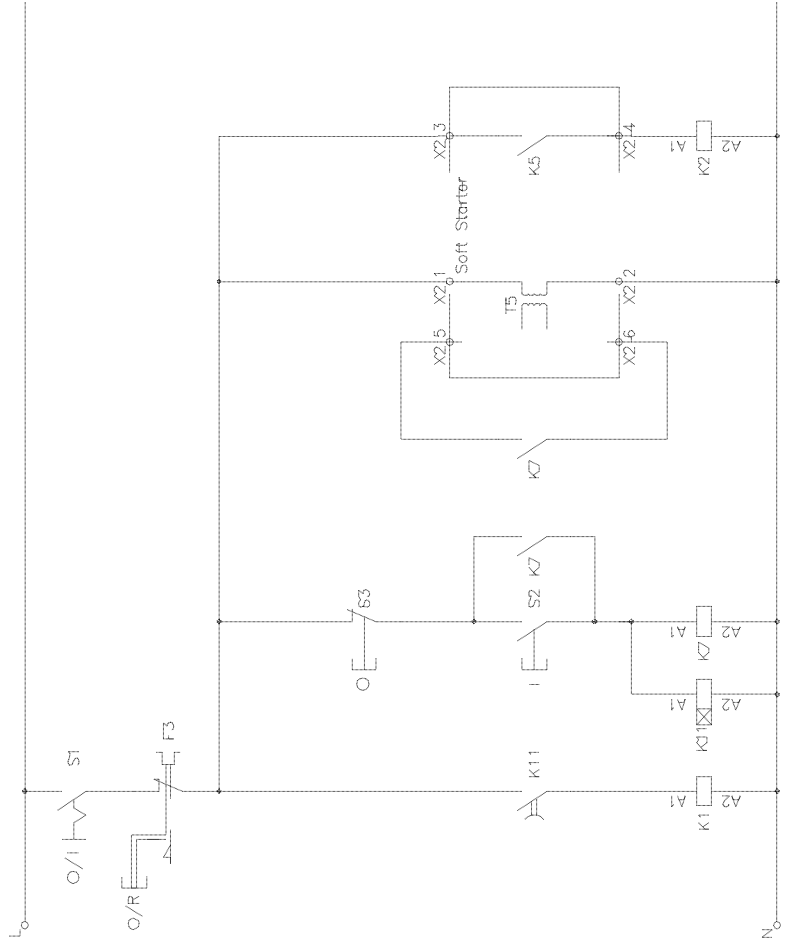 X2 3
K5
X2 4
A1
K2
A2
Soft Starter
X2 1
T5
X2 2
X2 5
X2 6
K7
K7
S3
O
S2
I
A1
K7
A2
A1
K11
A2
S1
O/I
F3
O/R
K11
A1
K1
A2
L
N